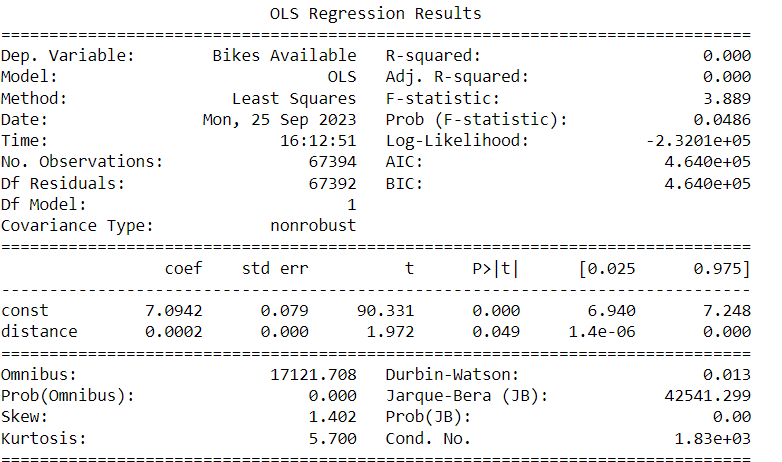 OLS Regression Results
==============================================================================
Dep. Variable:        Bikes Available   R-squared:                       0.000
Model:                            OLS   Adj. R-squared:                  0.000
Method:                 Least Squares   F-statistic:                     3.889
Date:                Mon, 25 Sep 2023   Prob (F-statistic):             0.0486
Time:                        16:12:51   Log-Likelihood:            -2.3201e+05
No. Observations:               67394   AIC:                         4.640e+05
Df Residuals:                   67392   BIC:                         4.640e+05
Df Model:                           1
Covariance Type:            nonrobust
==============================================================================
                 coef    std err          t      P>|t|      [0.025      0.975]
------------------------------------------------------------------------------
const          7.0942      0.079     90.331      0.000       6.940       7.248
distance       0.0002      0.000      1.972      0.049     1.4e-06       0.000
==============================================================================
Omnibus:                    17121.708   Durbin-Watson:                   0.013
Prob(Omnibus):                  0.000   Jarque-Bera (JB):            42541.299
Skew:                           1.402   Prob(JB):                         0.00
Kurtosis:                       5.700   Cond. No.                     1.83e+03
==============================================================================